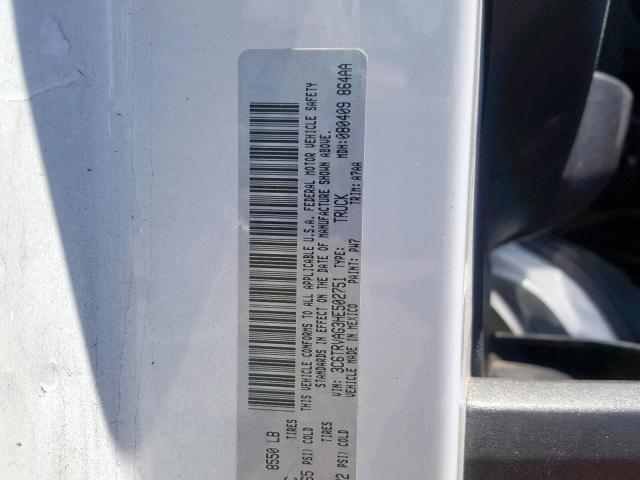 8550 LB
TIRES
PSI) COLD
PSI) COLD
THIS VEHICLE CONFORMS TO ALL APPLICABLE U.S.A. FEDERAL MOTOR VEHICLE SAFETY
STANDARDS IN EFFECT ON THE DATE OF MANUFACTURE SHOWN ABOVE.
VIN: 3C6TRVAG3HE502751 TYPE: TRUCK MDH:080409 864AA
VEHICLE MADE IN MEXICO PAINT: PW7 TRIM: A7AA